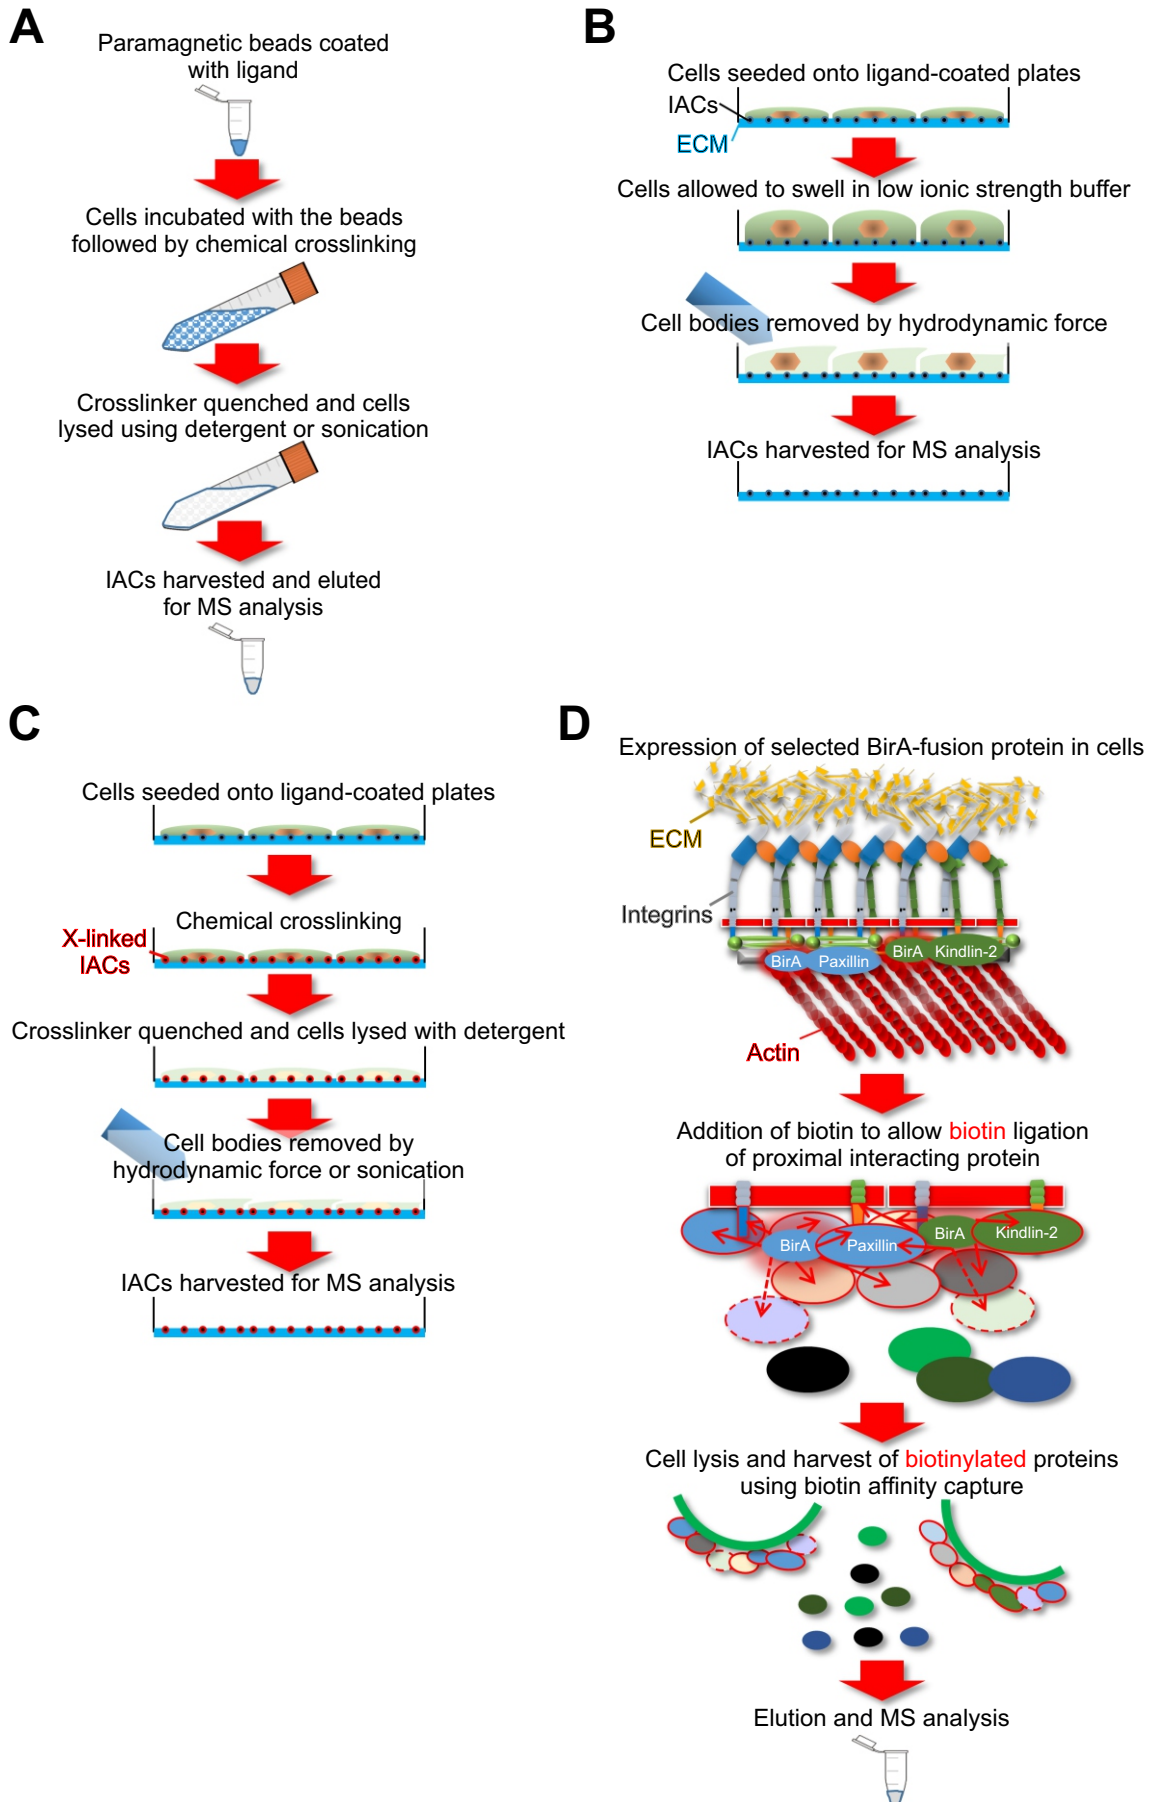 A
Paramagnetic beads coated
with ligand
Cells incubated with the beads
followed by chemical crosslinking
Crosslinker quenched and cells
lysed using detergent or sonication
IACs harvested and eluted
for MS analysis
B
Cells seeded onto ligand-coated plates
IACs
ECM
Cells allowed to swell in low ionic strength buffer
Cell bodies removed by hydrodynamic force
IACs harvested for MS analysis
C
Cells seeded onto ligand-coated plates
Chemical crosslinking
X-linked
IACs
Crosslinker quenched and cells lysed with detergent
Cell bodies removed by
hydrodynamic force or sonication
IACs harvested for MS analysis
D
Expression of selected BirA-fusion protein in cells
ECM
Integrins
BirA Paxillin BirA Kindlin-2
Actin
Addition of biotin to allow biotin ligation
of proximal interacting protein
BirA Paxillin BirA Kindlin-2
Cell lysis and harvest of biotinylated proteins
using biotin affinity capture
Elution and MS analysis